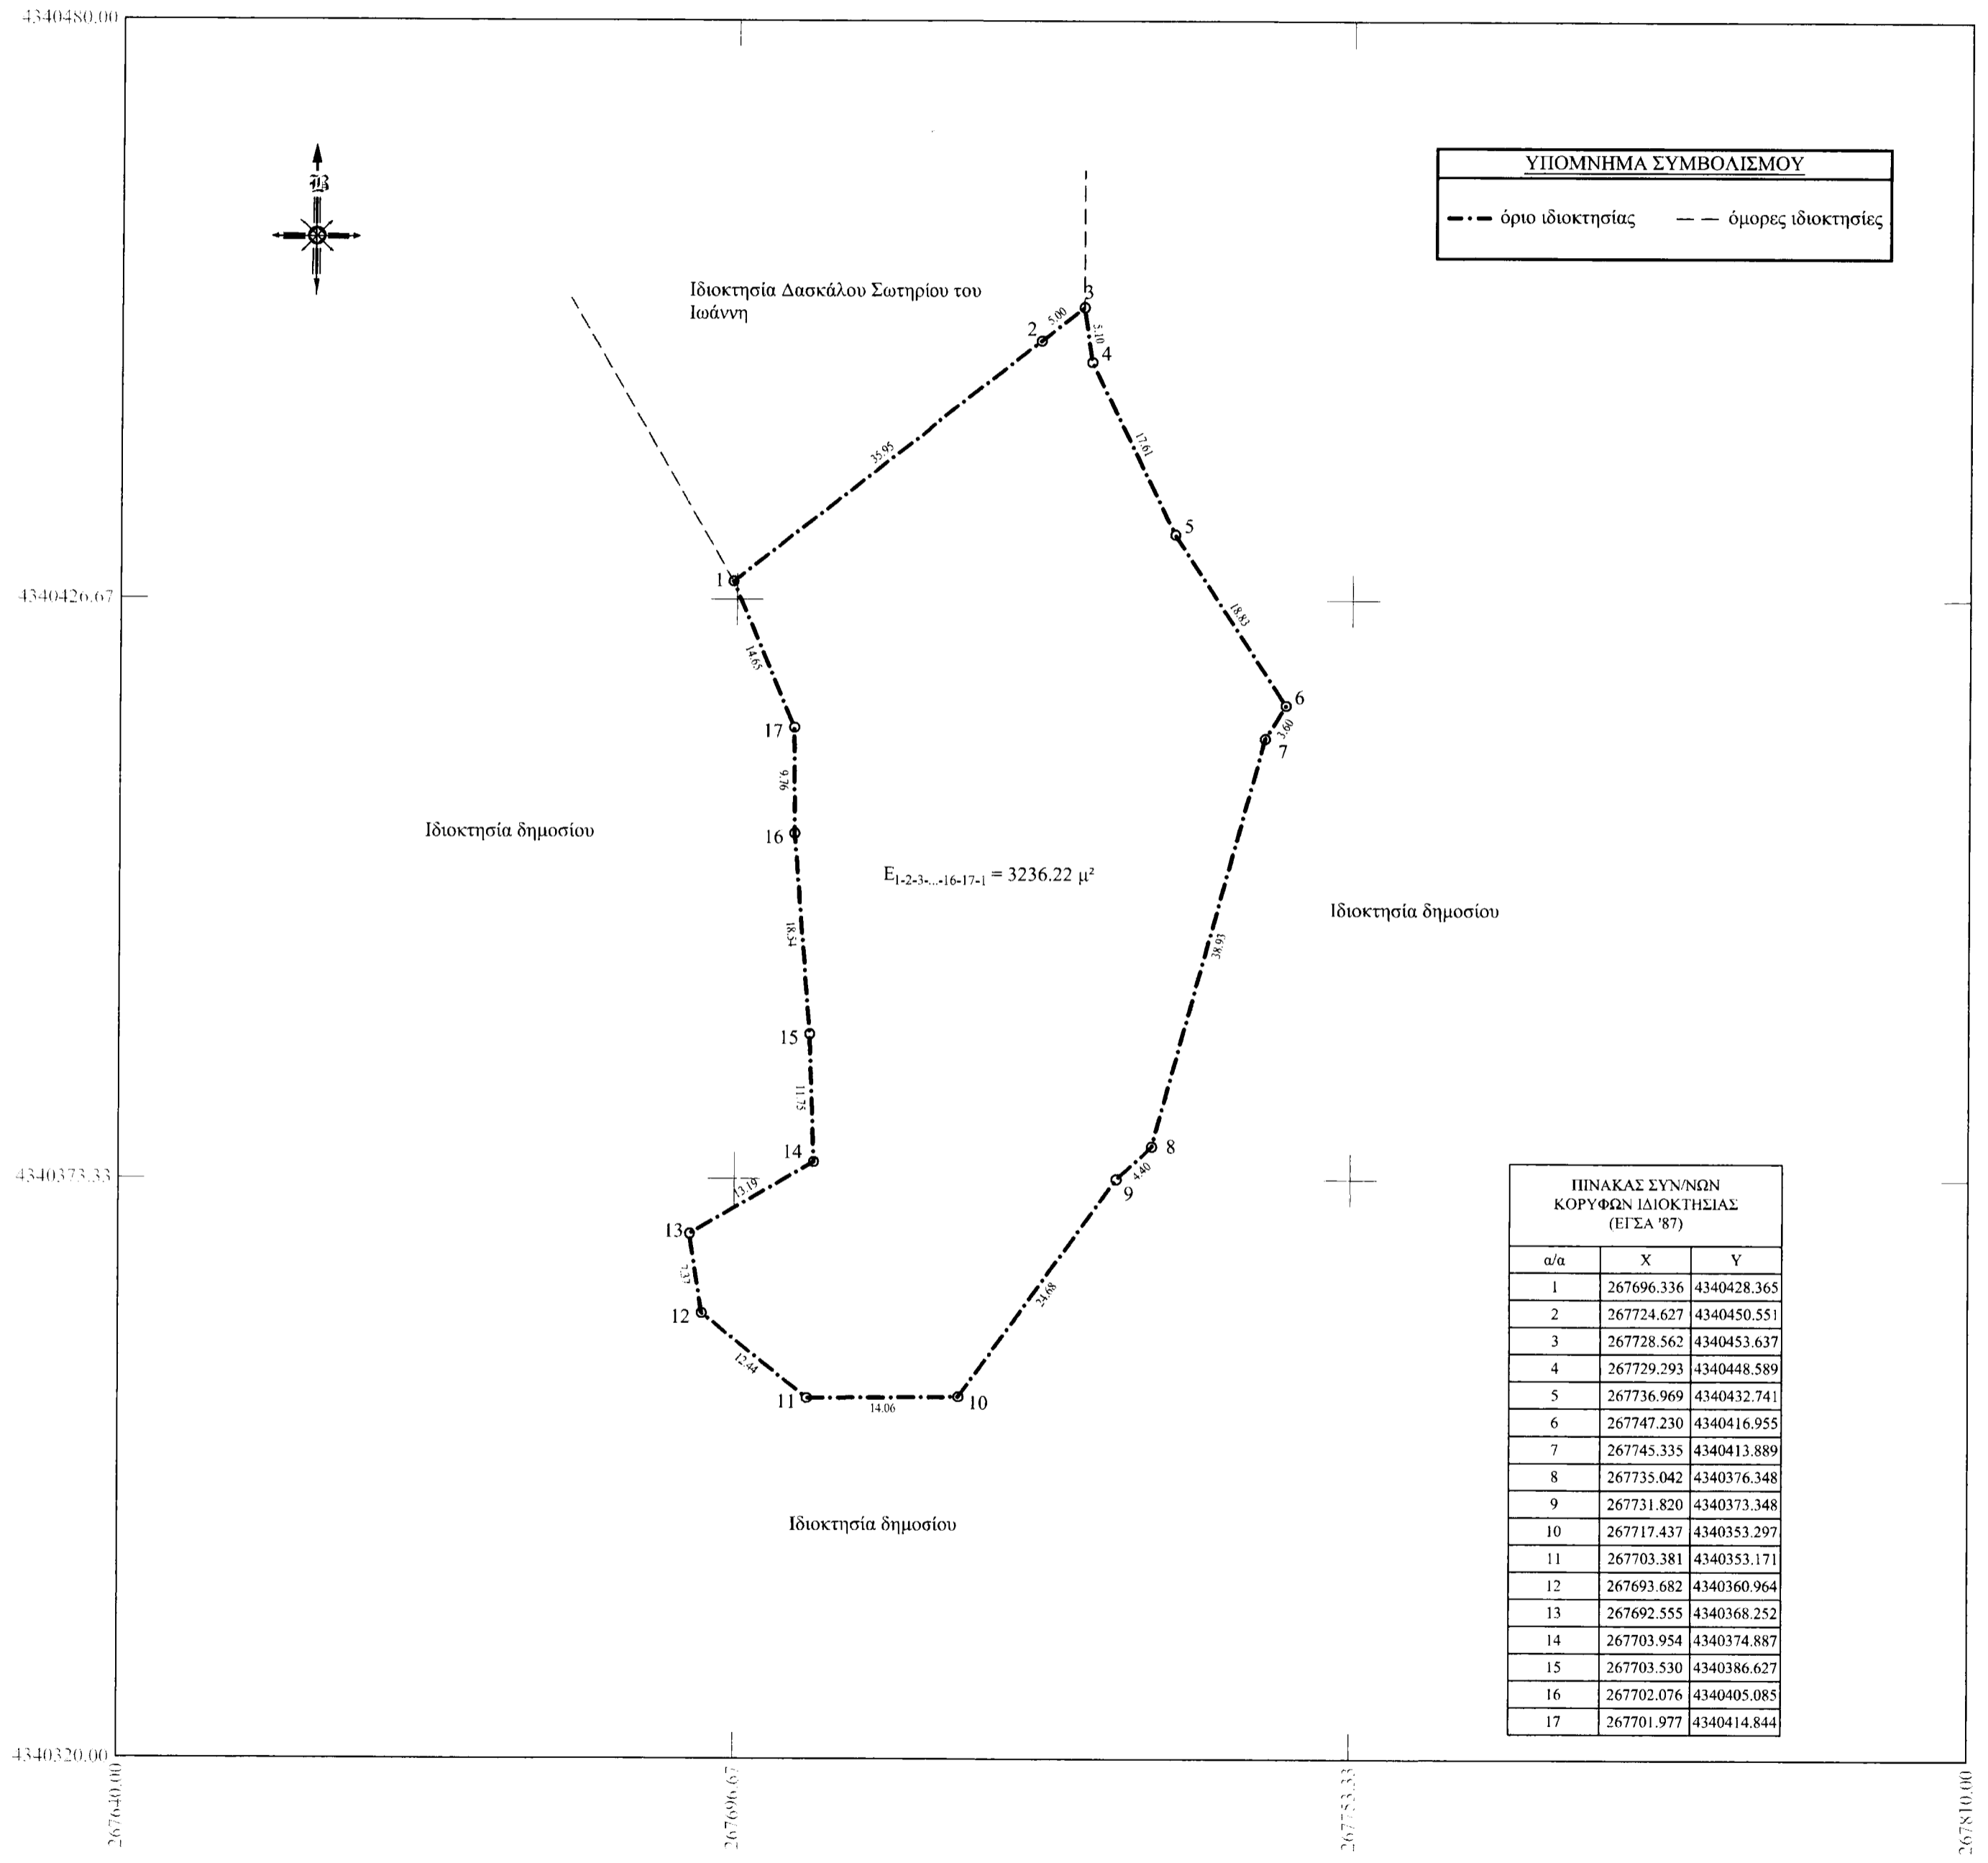 4340480.00
Β
ΥΠΟΜΝΗΜΑ ΣΥΜΒΟΛΙΣΜΟΥ
όριο ιδιοκτησίας
όμορες ιδιοκτησίες
Ιδιοκτησία Δασκάλου Σωτηρίου του
Ιωάννη
3
5.00
2
5.10
4
17.61
35.95
5
1
4340426.67
18.83
14.65
6
3.60
17
7
9.76
16
Ιδιοκτησία δημοσίου
E1-2-3-...-16-17-1 = 3236.22 μ²
Ιδιοκτησία δημοσίου
18.54
38.93
15
11.75
14
8
4.40
4340373.33
9
13.19
13
7.37
12
24.68
12.44
11
14.06
10
Ιδιοκτησία δημοσίου
ΠΙΝΑΚΑΣ ΣΥΝ/ΝΩΝ
ΚΟΡΥΦΩΝ ΙΔΙΟΚΤΗΣΙΑΣ
(ΕΓΣΑ '87)
α/α X Y
1 267696.336 4340428.365
2 267724.627 4340450.551
3 267728.562 4340453.637
4 267729.293 4340448.589
5 267736.969 4340432.741
6 267747.230 4340416.955
7 267745.335 4340413.889
8 267735.042 4340376.348
9 267731.820 4340373.348
10 267717.437 4340353.297
11 267703.381 4340353.171
12 267693.682 4340360.964
13 267692.555 4340368.252
14 267703.954 4340374.887
15 267703.530 4340386.627
16 267702.076 4340405.085
17 267701.977 4340414.844
4340320.00
267640.00
267696.67
267753.33
267810.00